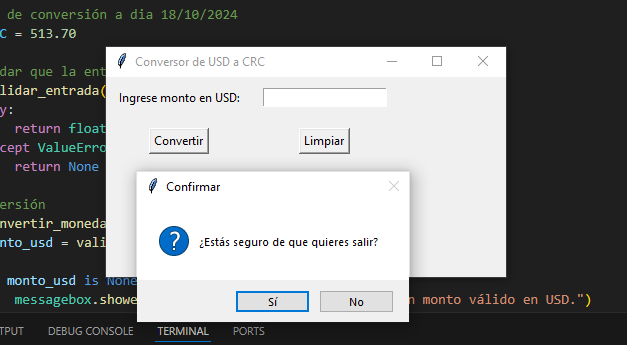 de conversión a dia 18/10/2024
C = 513.70
Conversor de USD a CRC
dar que la ent
Ingrese monto en USD:
lidar_entrada(
y:
return float
Convertir
Limpiar
cept ValueErro
return None
Confirmar
ersión
nvertir_moneda
nto_usd = vali
¿Estás seguro de que quieres salir?
monto_usd is None
Sí
No
messagebox.showe
n monto válido en USD.")
TPUT
DEBUG CONSOLE
TERMINAL
PORTS